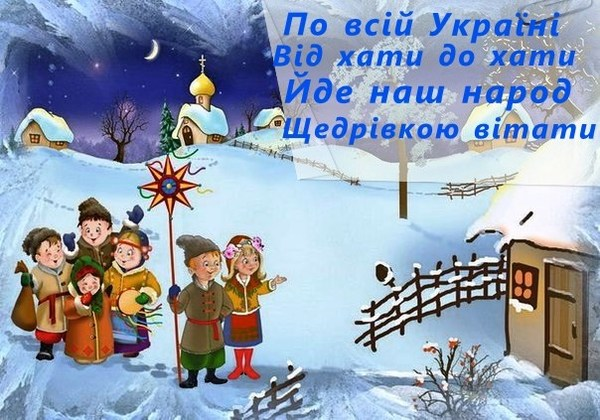 По всій Україні
Від хати до хати
Йде наш народ
Щедрівкою вітати